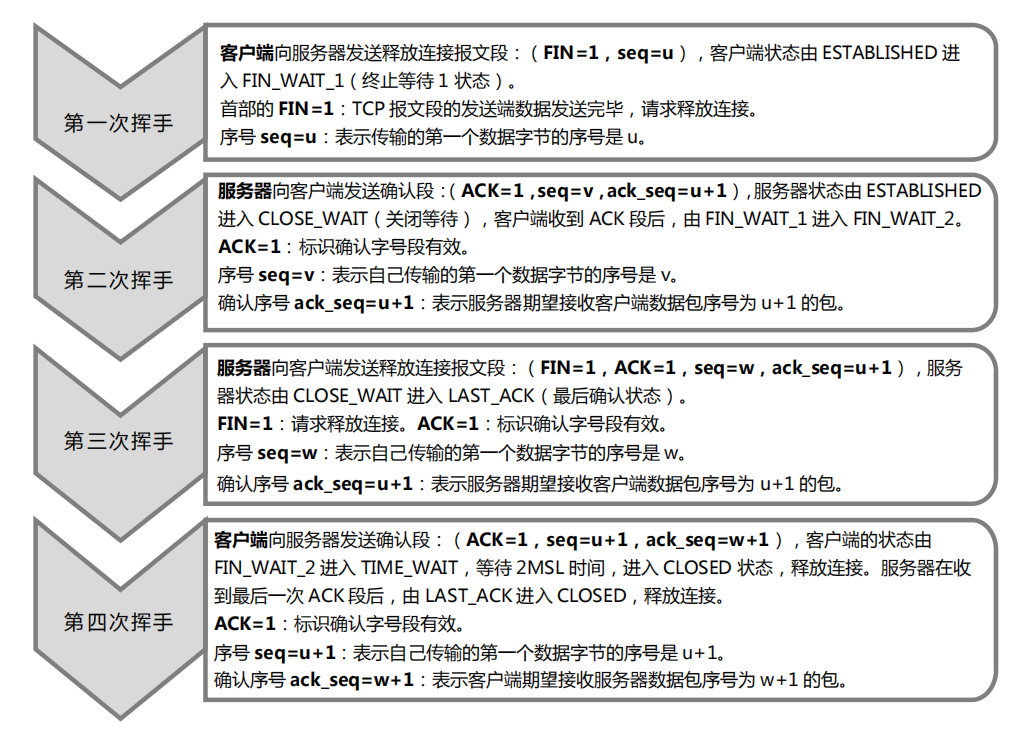 第一次挥手
客户端向服务器发送释放连接报文段：（FIN=1，seq=u），客户端状态由 ESTABLISHED 进
入 FIN_WAIT_1（终止等待 1 状态）。
首部的 FIN=1：TCP 报文段的发送端数据发送完毕，请求释放连接。
序号 seq=u：表示传输的第一个数据字节的序号是 u。
第二次挥手
服务器向客户端发送确认段：（ACK=1，seq=v，ack_seq=u+1），服务器状态由 ESTABLISHED
进入 CLOSE_WAIT（关闭等待），客户端收到 ACK 段后，由 FIN_WAIT_1 进入 FIN_WAIT_2。
ACK=1：标识确认字号段有效。
序号 seq=v：表示自己传输的第一个数据字节的序号是 v。
确认序号 ack_seq=u+1：表示服务器期望接收客户端数据包序号为 u+1 的包。
第三次挥手
服务器向客户端发送释放连接报文段：（FIN=1，ACK=1，seq=w，ack_seq=u+1），服务
器状态由 CLOSE_WAIT 进入 LAST_ACK（最后确认状态）。
FIN=1：请求释放连接。ACK=1：标识确认字号段有效。
序号 seq=w：表示自己传输的第一个数据字节的序号是 w。
确认序号 ack_seq=u+1：表示服务器期望接收客户端数据包序号为 u+1 的包。
第四次挥手
客户端向服务器发送确认段：（ACK=1，seq=u+1，ack_seq=w+1），客户端的状态由
FIN_WAIT_2 进入 TIME_WAIT，等待 2MSL 时间，进入 CLOSED 状态，释放连接。服务器在收
到最后一次 ACK 段后，由 LAST_ACK 进入 CLOSED，释放连接。
ACK=1：标识确认字号段有效。
序号 seq=u+1：表示自己传输的第一个数据字节的序号是 u+1。
确认序号 ack_seq=w+1：表示客户端期望接收服务器数据包序号为 w+1 的包。